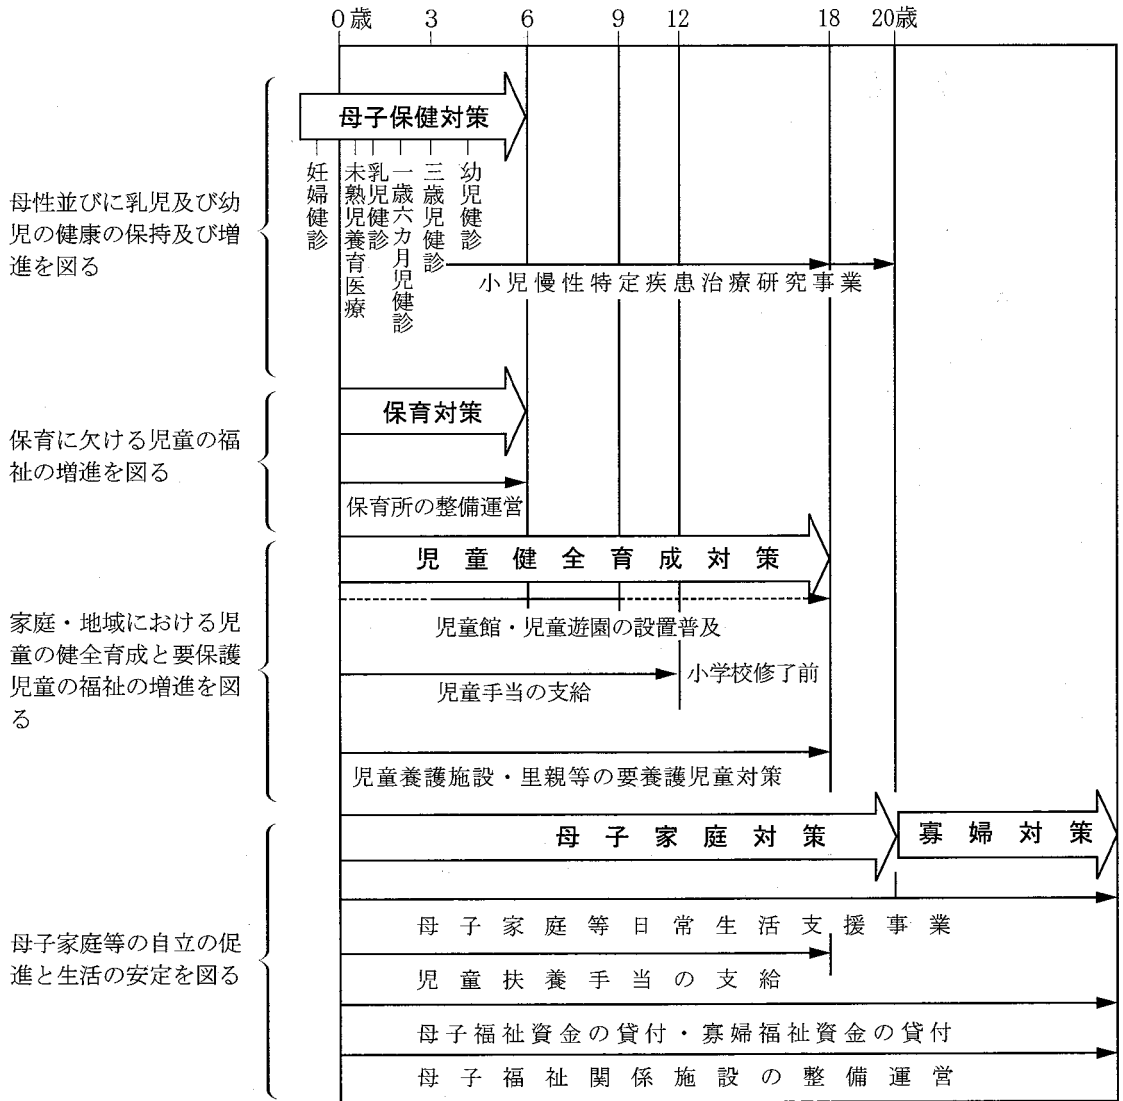 0歳 3 6 9 12 18 20歳
母性並びに乳児及び幼
児の健康の保持及び増
進を図る
母子保健対策
妊婦健診
未熟児養育医療
乳児健診
一歳六カ月児健診
三歳児健診
幼児健診
小児慢性特定疾患治療研究事業
保育に欠ける児童の福
祉の増進を図る
保育対策
保育所の整備運営
家庭・地域における児
童の健全育成と要保護
児童の福祉の増進を図
る
児童健全育成対策
児童館・児童遊園の設置普及
児童手当の支給
小学校修了前
児童養護施設・里親等の要養護児童対策
母子家庭等の自立の促
進と生活の安定を図る
母子家庭対策
寡婦対策
母子家庭等日常生活支援事業
児童扶養手当の支給
母子福祉資金の貸付・寡婦福祉資金の貸付
母子福祉関係施設の整備運営